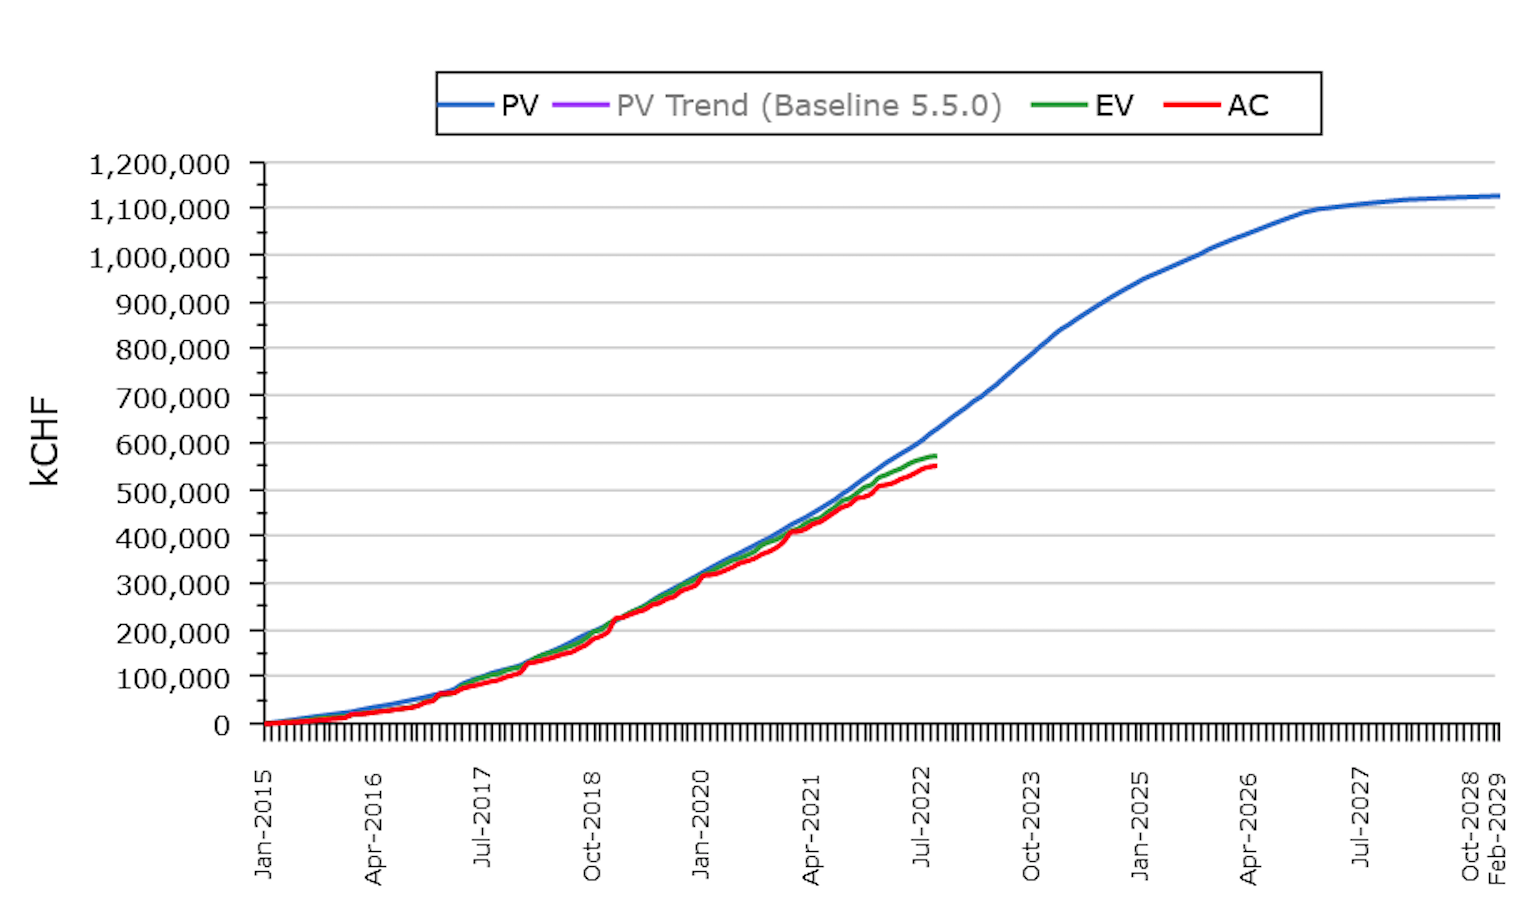 PV PV Trend (Baseline 5.5.0) EV AC
1,200,000
1,100,000
1,000,000
900,000
800,000
700,000
600,000
500,000
400,000
300,000
200,000
100,000
0
kCHF
Jan-2015
Apr-2016
Jul-2017
Oct-2018
Jan-2020
Apr-2021
Jul-2022
Oct-2023
Jan-2025
Apr-2026
Jul-2027
Oct-2028
Feb-2029